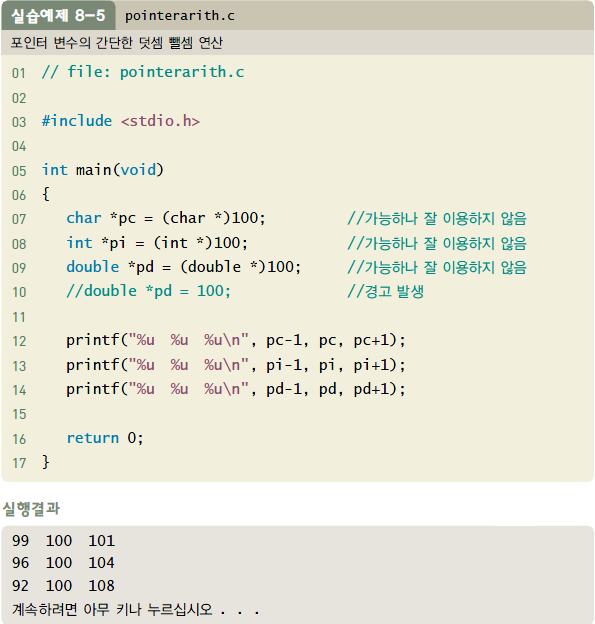 실습예제 8-5 pointerarith.c
포인터 변수의 간단한 덧셈 뺄셈 연산
01 // file: pointerarith.c
02
03 #include <stdio.h>
04
05 int main(void)
06 {
07 char *pc = (char *)100; //가능하나 잘 이용하지 않음
08 int *pi = (int *)100; //가능하나 잘 이용하지 않음
09 double *pd = (double *)100; //가능하나 잘 이용하지 않음
10 //double *pd = 100; //경고 발생
11
12 printf("%u %u %u\n", pc-1, pc, pc+1);
13 printf("%u %u %u\n", pi-1, pi, pi+1);
14 printf("%u %u %u\n", pd-1, pd, pd+1);
15
16 return 0;
17 }
실행결과
99 100 101
96 100 104
92 100 108
계속하려면 아무 키나 누르십시오 . . .